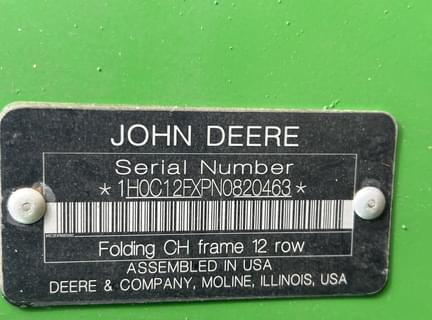 JOHN DEERE
Serial Number
*1H0C12FXPN0820463*
Folding CH frame 12 row
ASSEMBLED IN USA
DEERE & COMPANY, MOLINE, ILLINOIS, USA